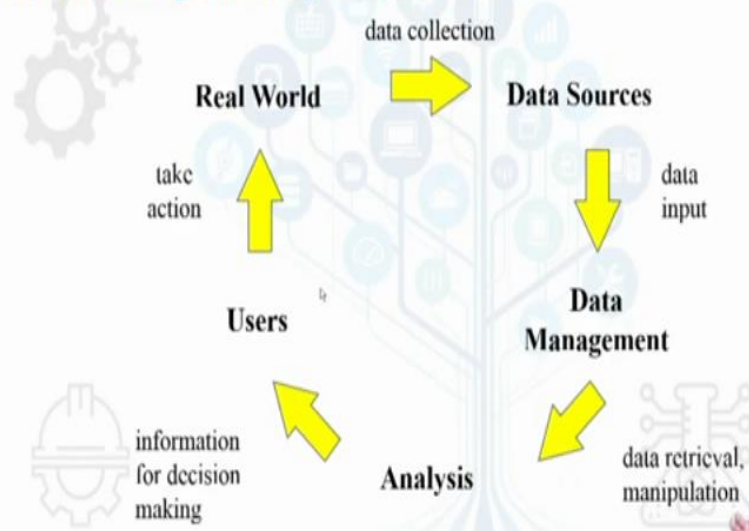 data collection
Real World
Data Sources
take
action
data
input
Users
Data
Management
information
for decision
making
Analysis
data retrieval,
manipulation